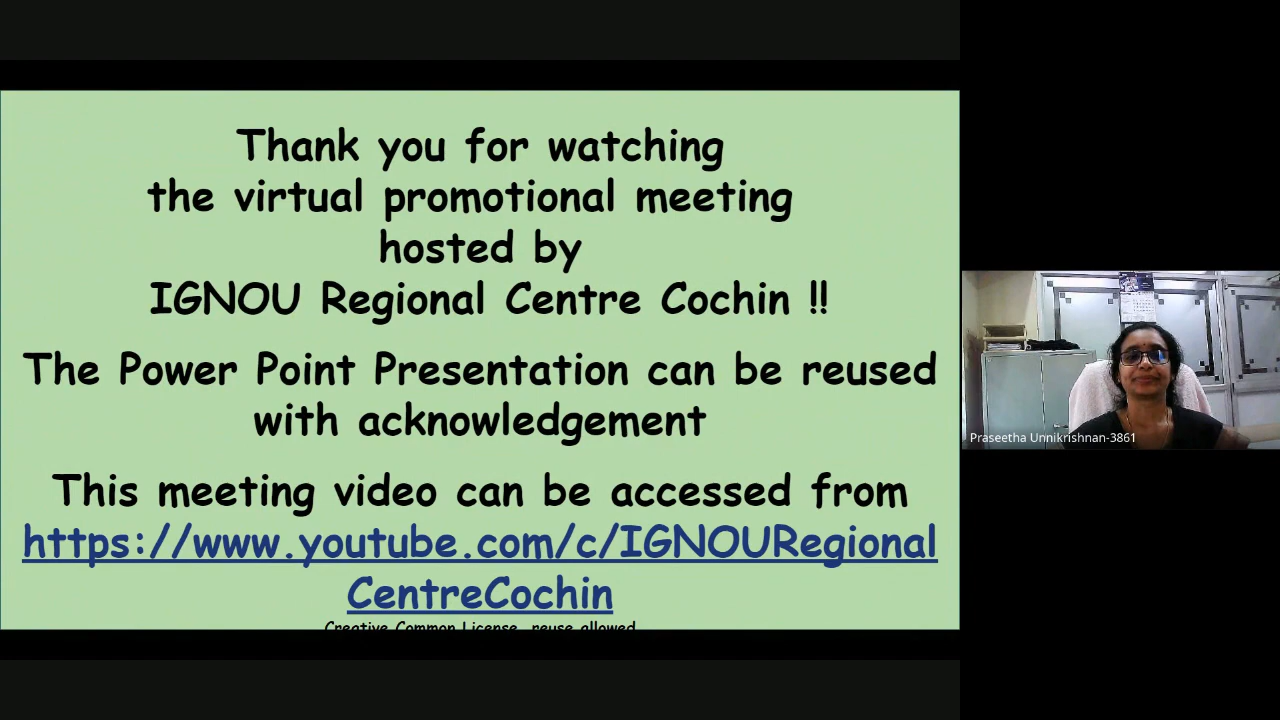 Thank you for watching
the virtual promotional meeting
hosted by
IGNOU Regional Centre Cochin !!
The Power Point Presentation can be reused
with acknowledgement
This meeting video can be accessed from
https://www.youtube.com/c/IGNOURegional
CentreCochin
Creative Common License reuse allowed
Praseetha Unnikrishnan-3861